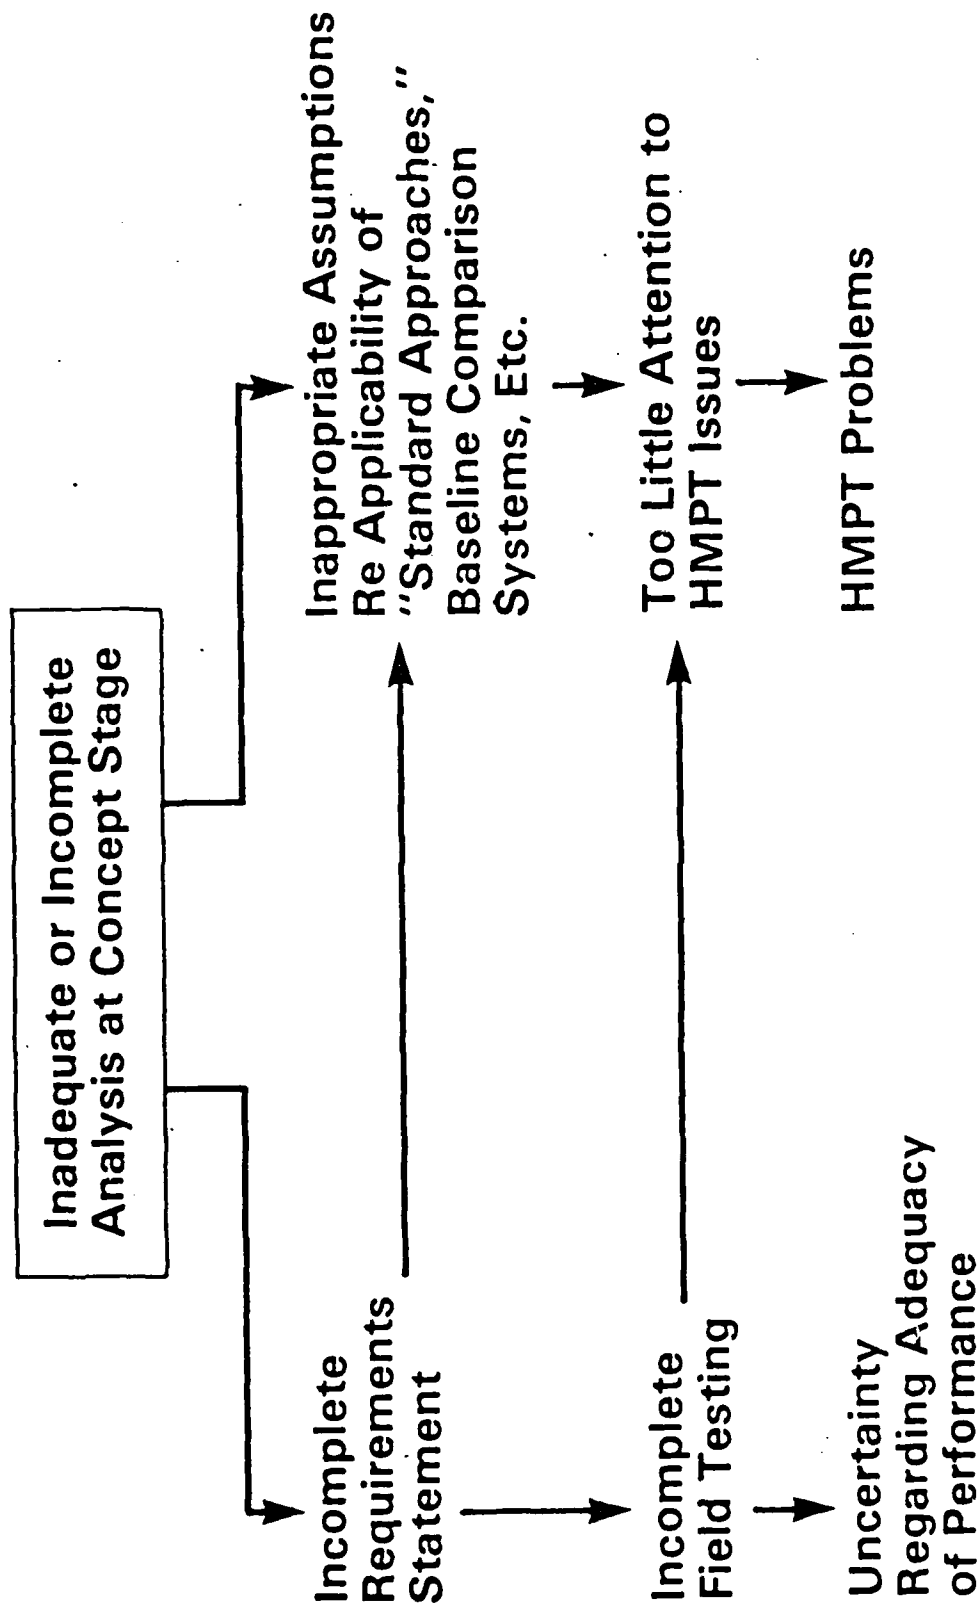 Inadequate or Incomplete
Analysis at Concept Stage
Incomplete
Requirements
Statement
Inappropriate Assumptions
Re Applicability of
"Standard Approaches,"
Baseline Comparison
Systems, Etc.
Incomplete
Field Testing
Too Little Attention to
HMPT Issues
Uncertainty
Regarding Adequacy
of Performance
HMPT Problems